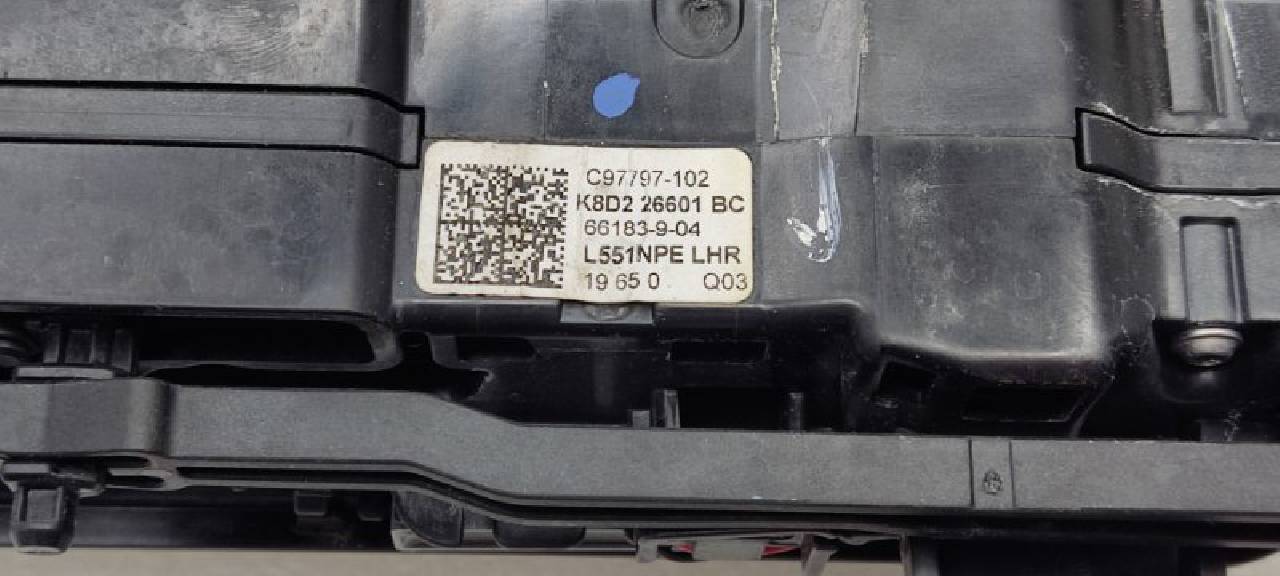 C97797-102
K8D2 26601 BC
66183-9-04
L551NPE LHR
19 65 0 Q03